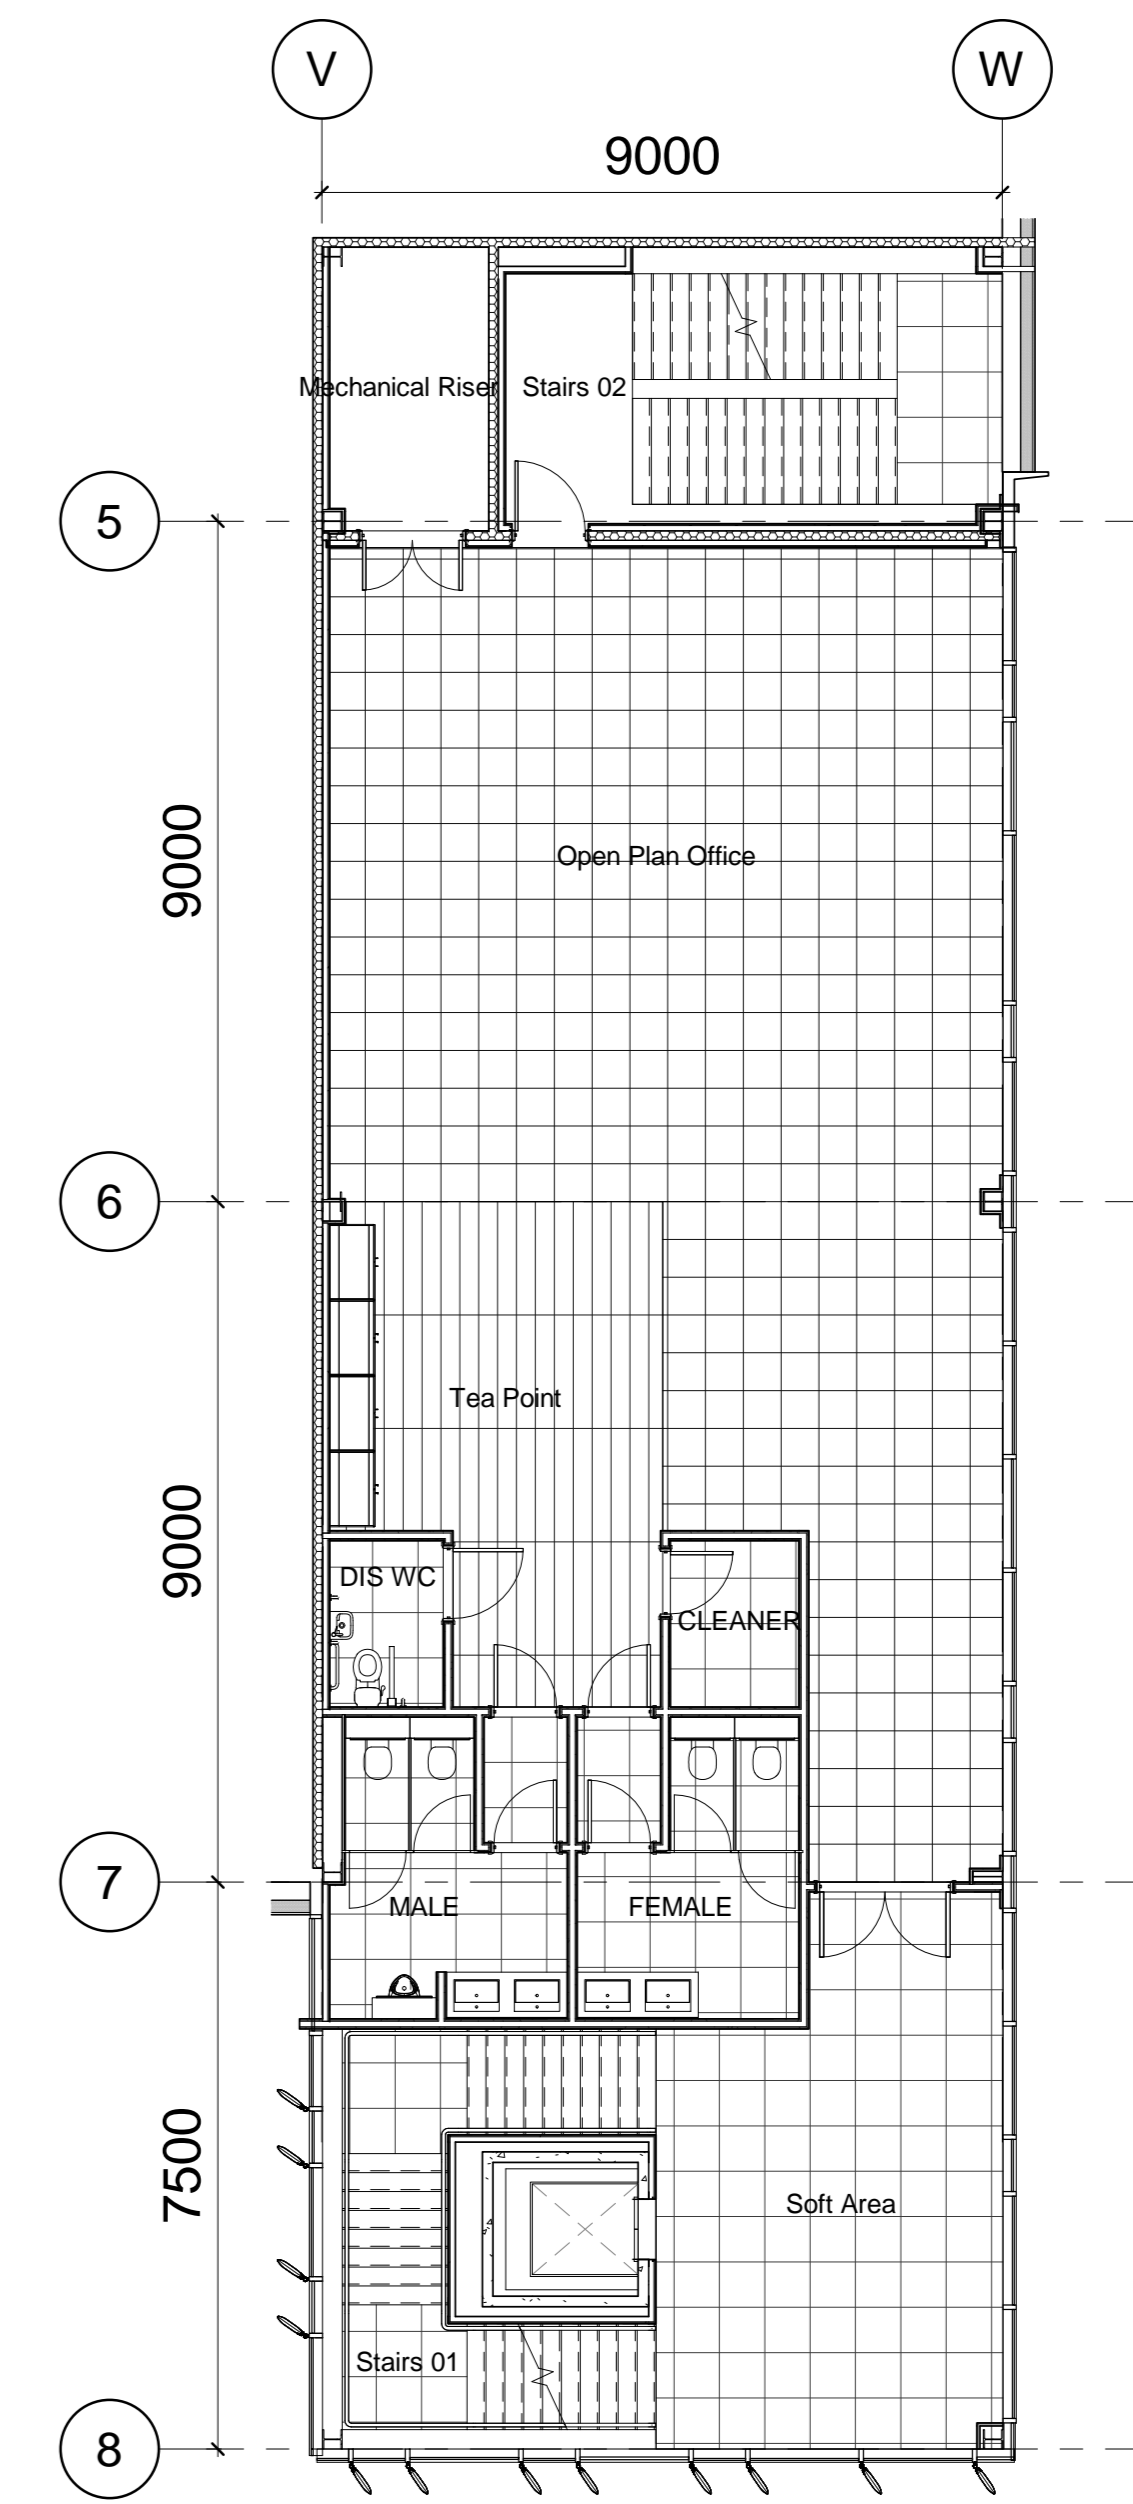 V
W
9000
Mechanical Riser
Stairs 02
5
9000
Open Plan Office
6
9000
Tea Point
DIS WC
CLEANER
7
MALE
FEMALE
7500
Soft Area
Stairs 01
8